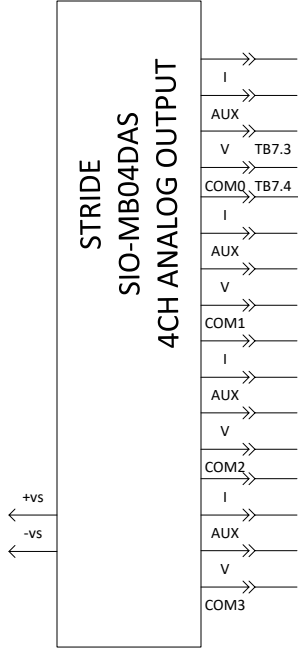 STRIDE
SIO-MB04DAS
4CH ANALOG OUTPUT
I
AUX
V TB7.3
COM0 TB7.4
I
AUX
V
COM1
I
AUX
V
COM2
I
AUX
V
COM3
+vs
-vs